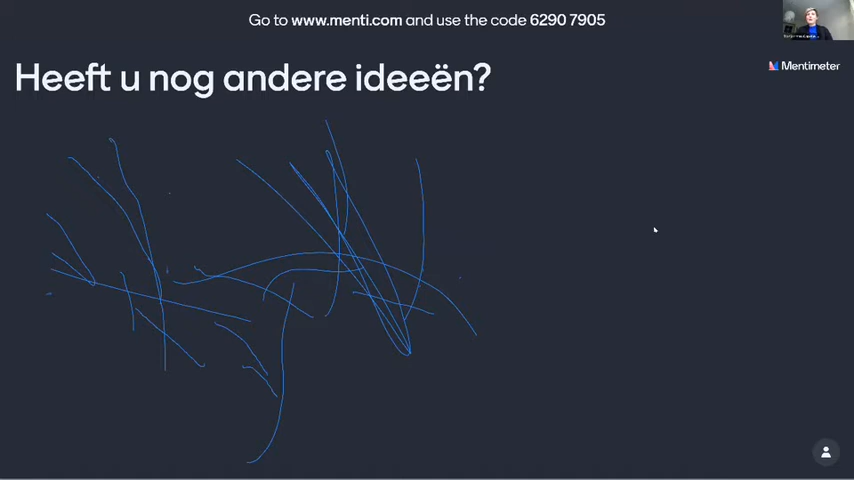 Go to www.menti.com and use the code 6290 7905
Heeft u nog andere ideeën?
Mentimeter